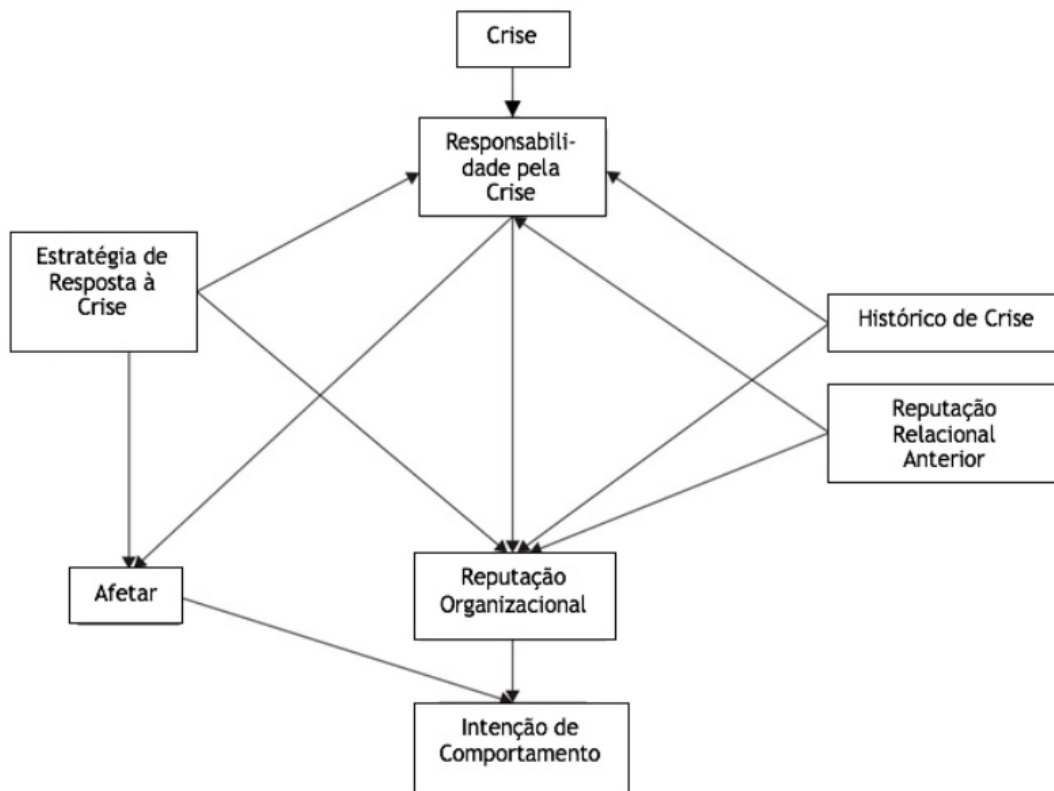 Crise
Responsabili-
dade pela
Crise
Estratégia de
Resposta à
Crise
Histórico de Crise
Reputação
Relacional
Anterior
Afetar
Reputação
Organizacional
Intenção de
Comportamento